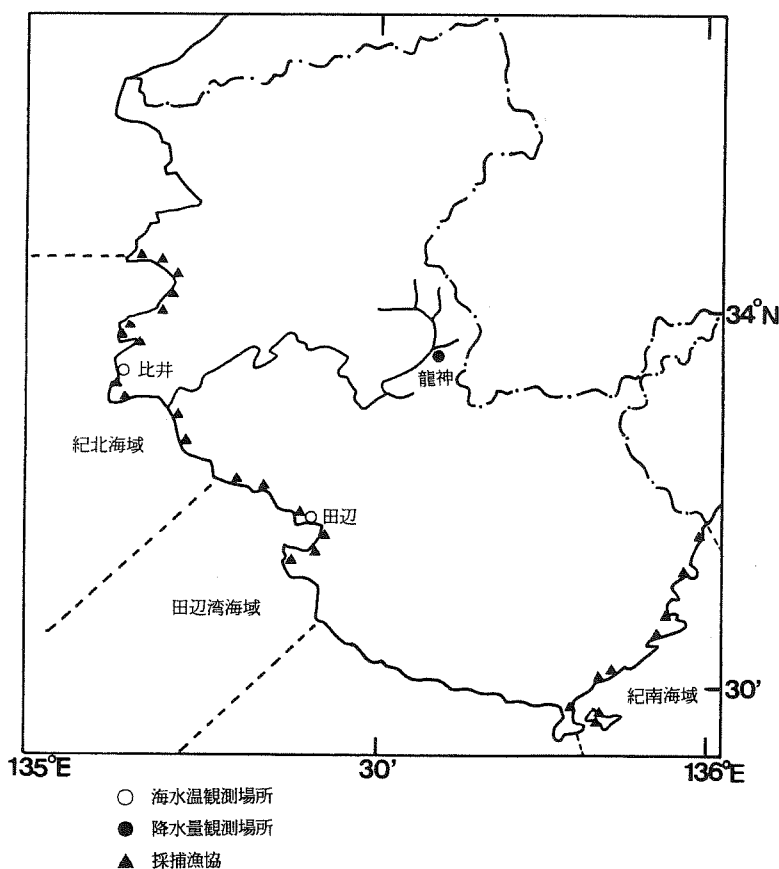 34°N
比井
龍神
紀北海域
田辺
田辺湾海域
紀南海域
30'
135°E
30'
136°E
○ 海水温観測場所
● 降水量観測場所
▲ 採捕漁協